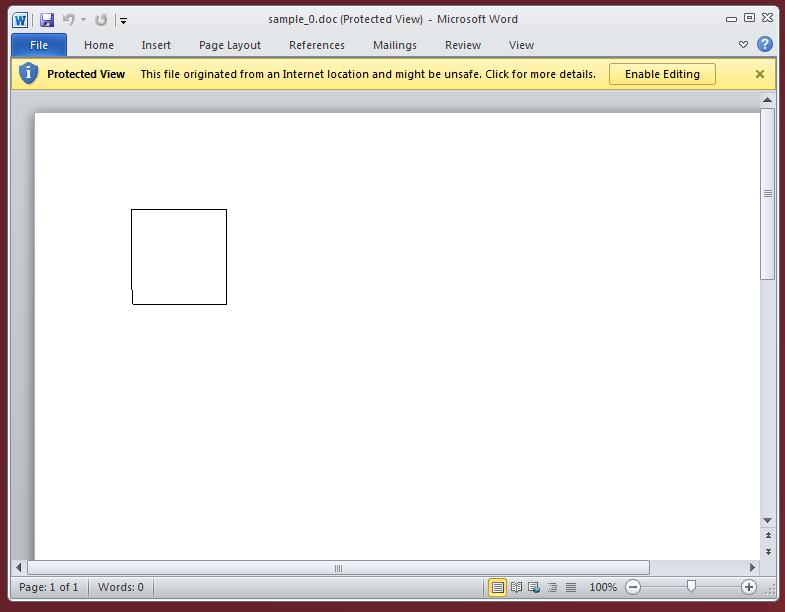 sample_0.doc (Protected View) - Microsoft Word
File Home Insert Page Layout References Mailings Review View
Protected View This file originated from an Internet location and might be unsafe. Click for more details. Enable Editing
Page: 1 of 1 Words: 0 100%